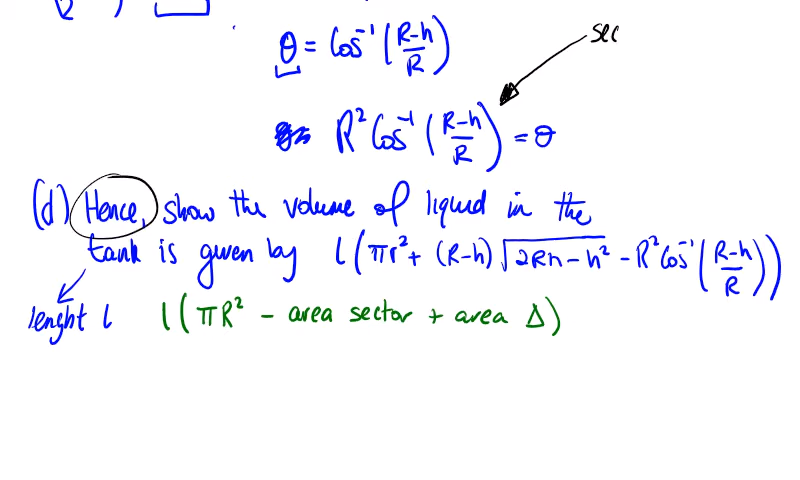 θ = Cos⁻¹ (R-h/R)
sec
R² Cos⁻¹ (R-h/R) = θ
(d) Hence, show the volume of liquid in the
tank is given by l(πr² + (R-h) √2Rh - h² - R² Cos⁻¹ (R-h/R))
lenght l l(πR² - area sector + area Δ)